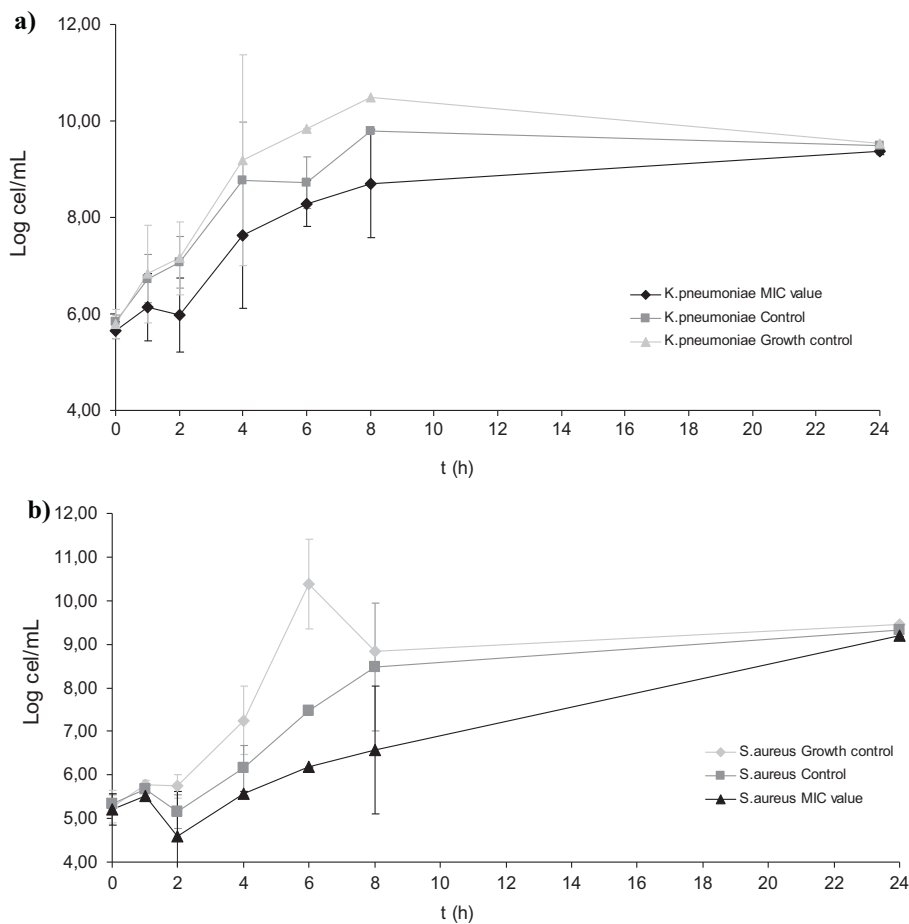 a)
12,00
10,00
8,00
6,00
4,00
Log cel/mL
0 2 4 6 8 10 12 14 16 18 20 22 24
t (h)
K.pneumoniae MIC value
K.pneumoniae Control
K.pneumoniae Growth control
b)
12,00
11,00
10,00
9,00
8,00
7,00
6,00
5,00
4,00
Log cel/mL
0 2 4 6 8 10 12 14 16 18 20 22 24
t (h)
S.aureus Growth control
S.aureus Control
S.aureus MIC value